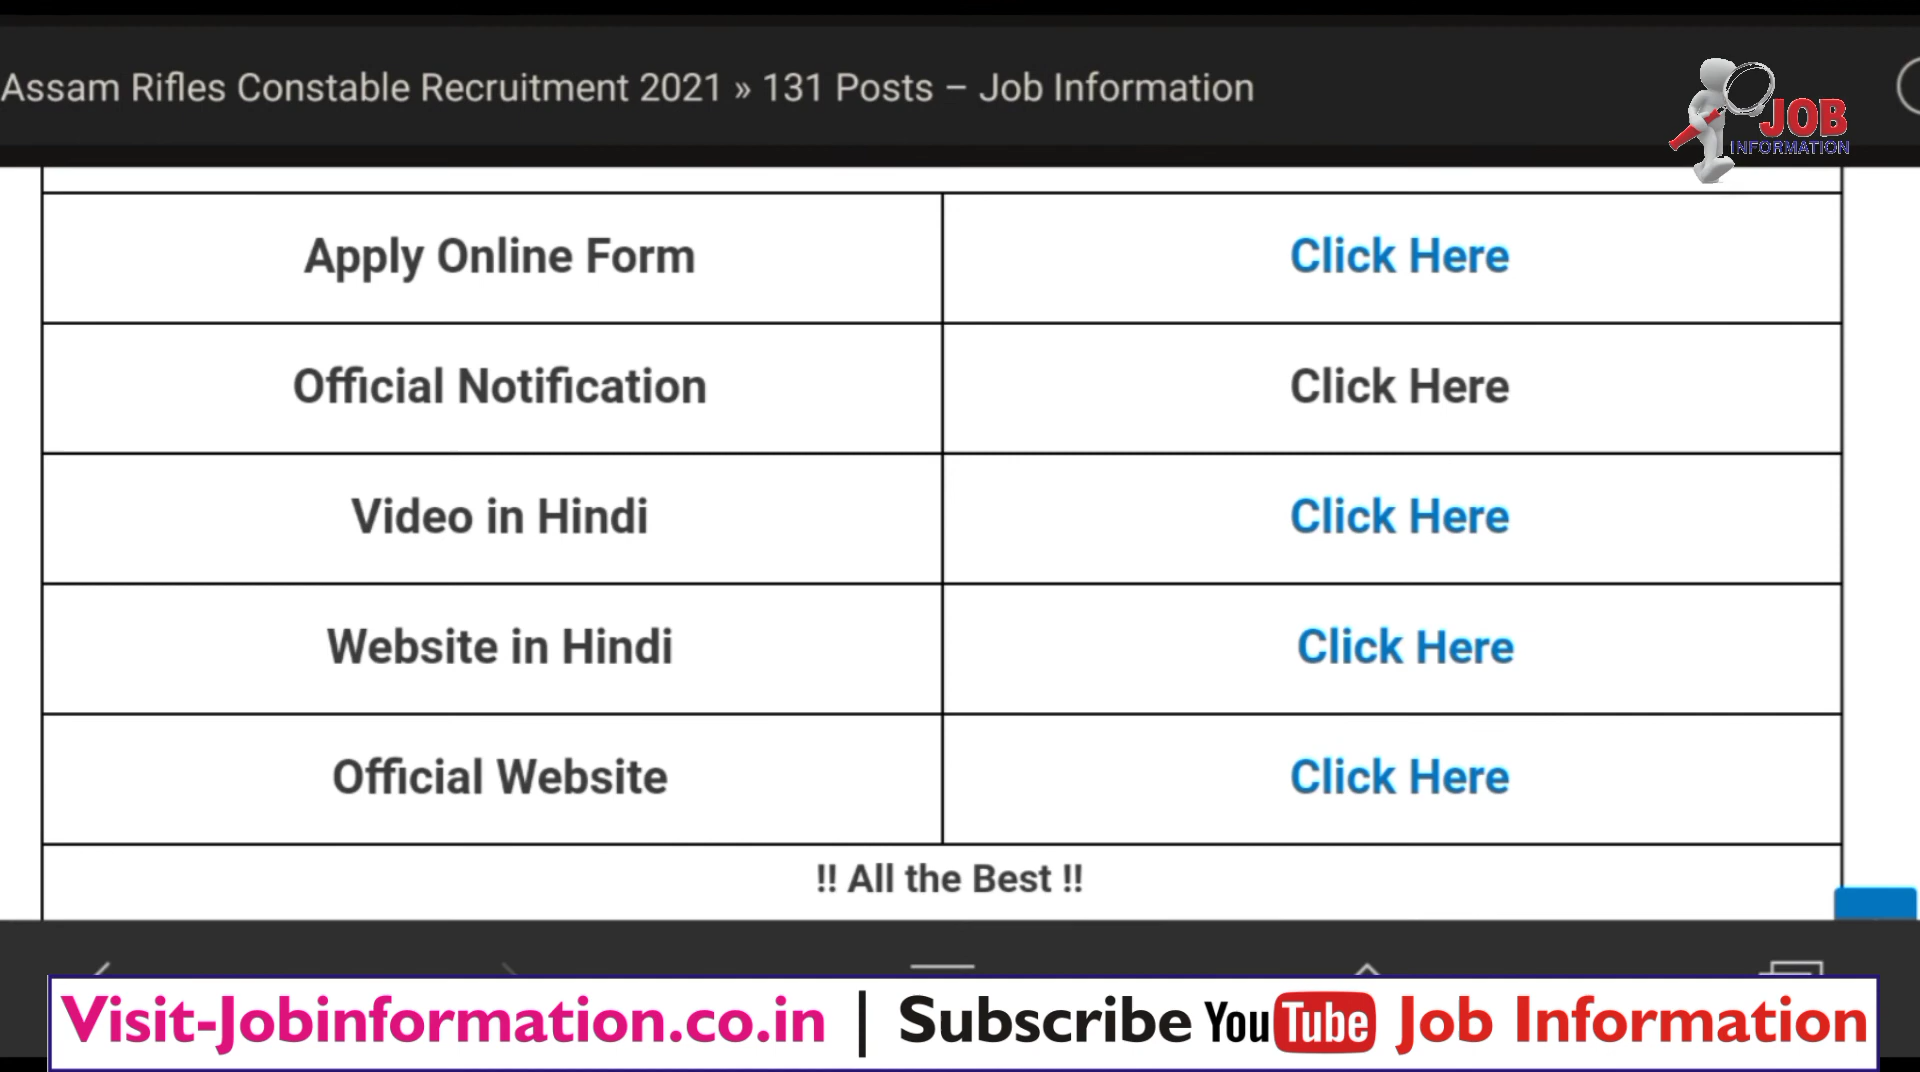 Assam Rifles Constable Recruitment 2021 » 131 Posts – Job Information
JOB
INFORMATION
Apply Online Form Click Here
Official Notification Click Here
Video in Hindi Click Here
Website in Hindi Click Here
Official Website Click Here
!! All the Best !!
Visit-Jobinformation.co.in | Subscribe YouTube Job Information